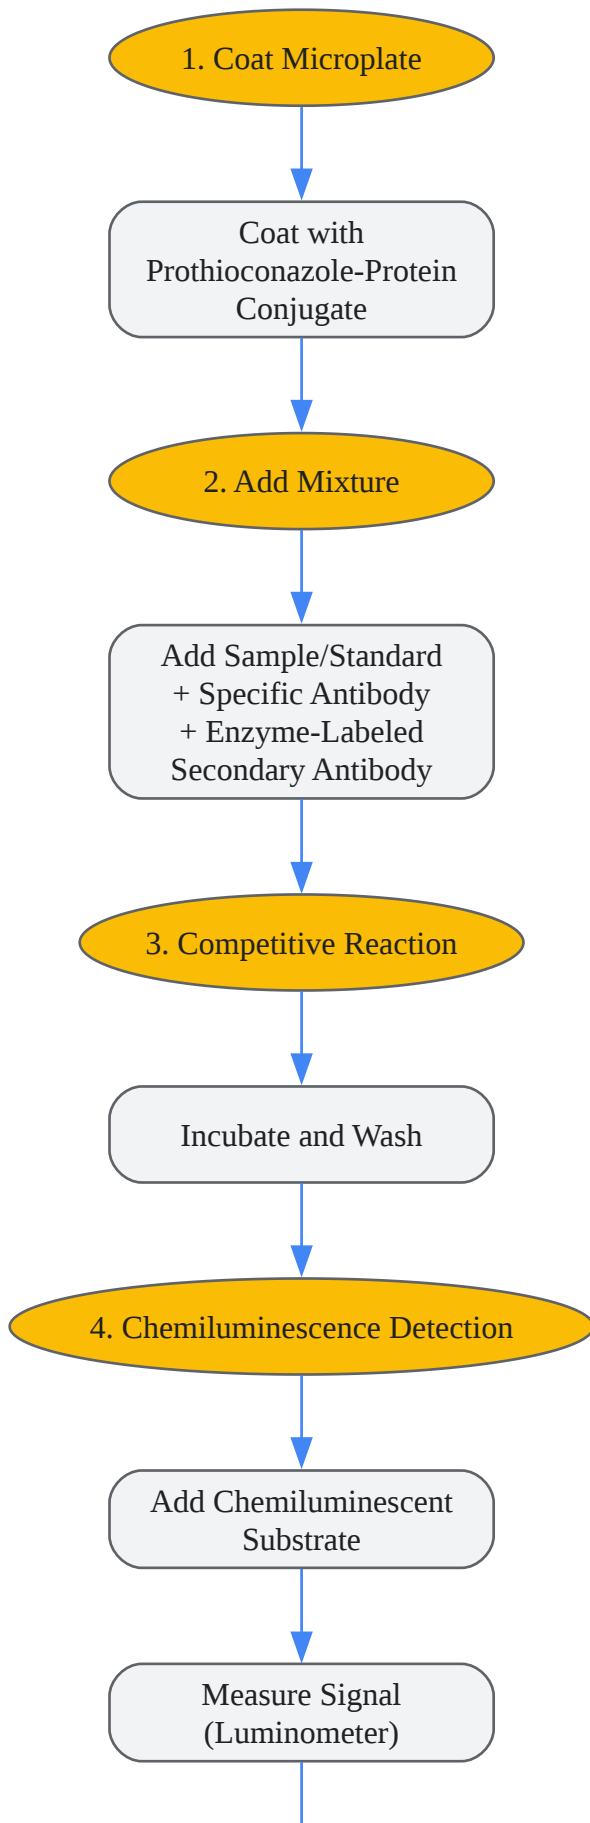 1. Coat Microplate
Coat with
Prothioconazole-Protein
Conjugate
2. Add Mixture
Add Sample/Standard
+ Specific Antibody
+ Enzyme-Labeled
Secondary Antibody
3. Competitive Reaction
Incubate and Wash
4. Chemiluminescence Detection
Add Chemiluminescent
Substrate
Measure Signal
(Luminometer)